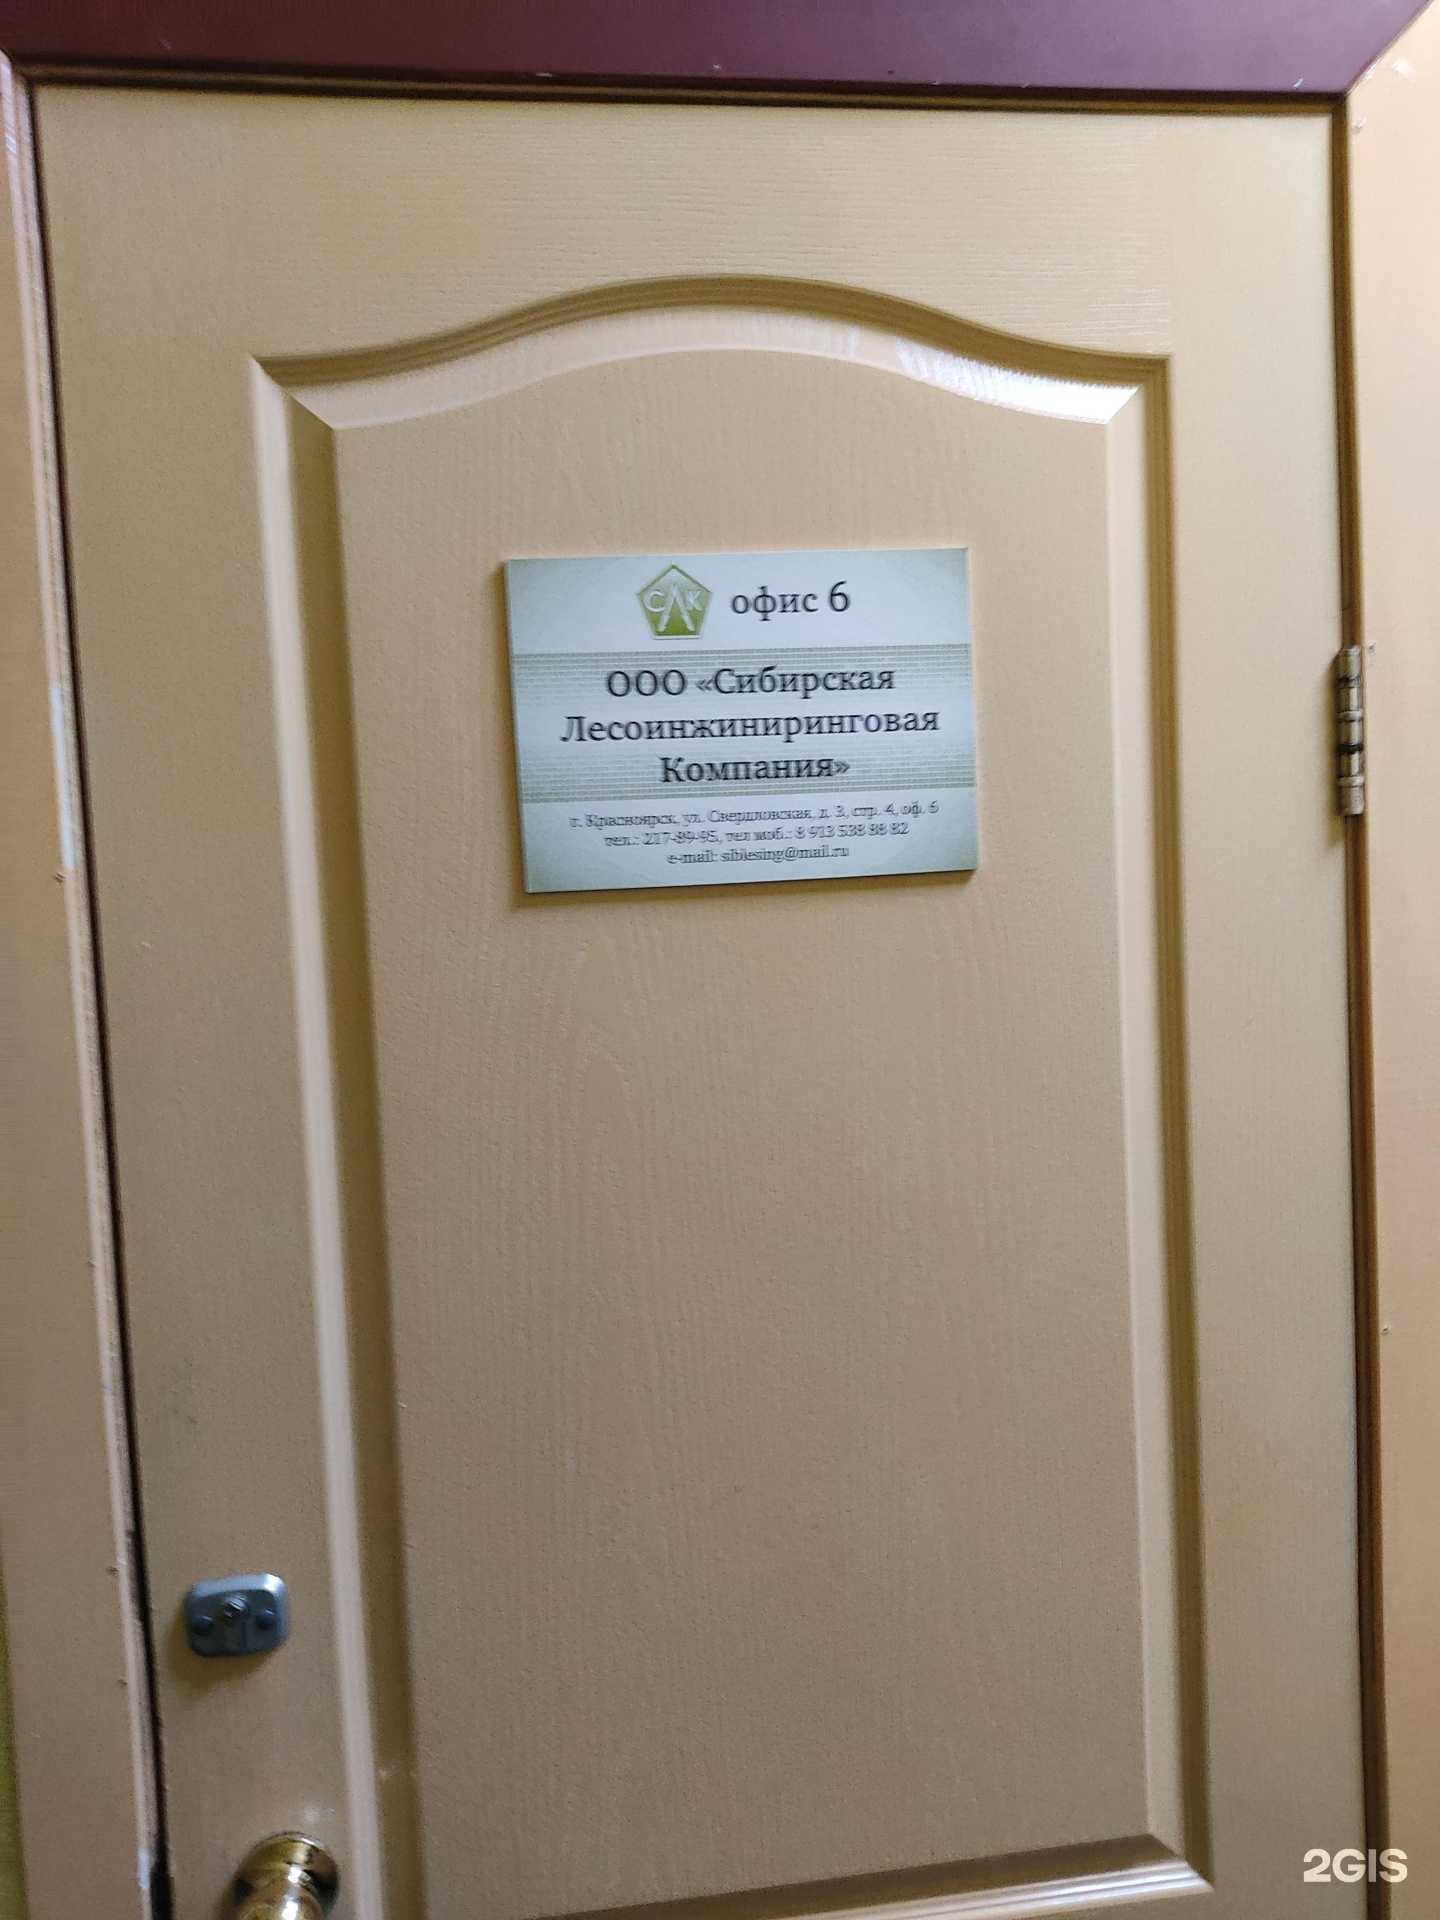 СЛК офис 6
ООО «Сибирская
Лесоинжиниринговая
Компания»
г. Красноярск, ул. Свердловская, д. 3, стр. 4, оф. 6
тел.: 217-89-95, тел моб.: 8 913 538 88 82
e-mail: siblesing@mail.ru
2GIS